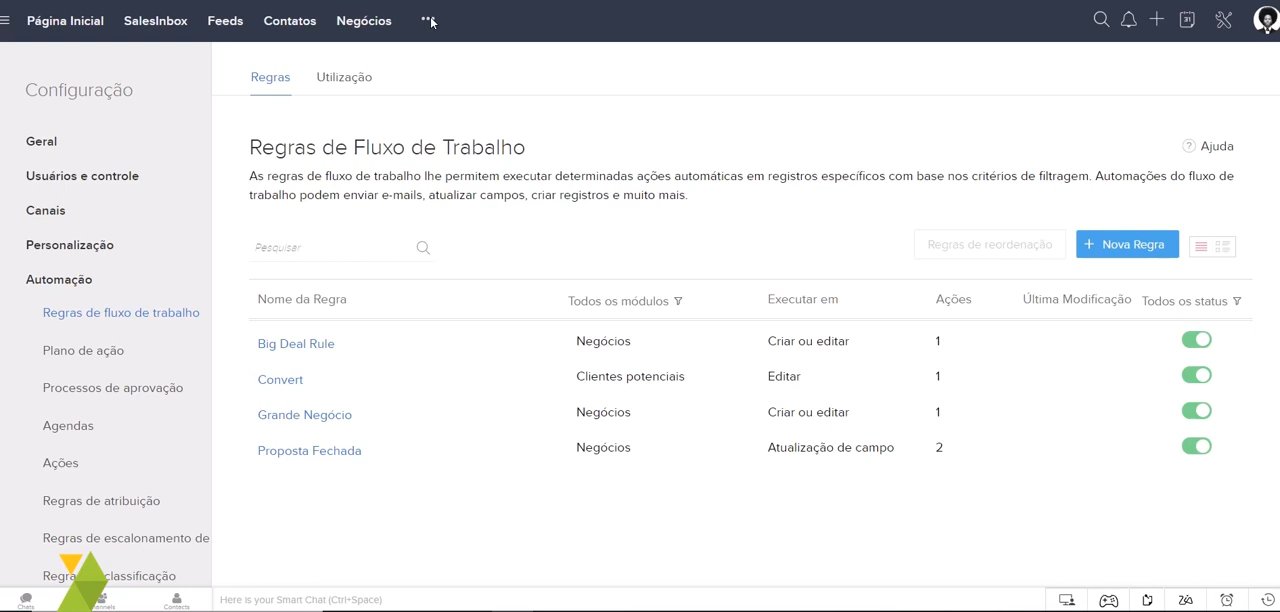 Página Inicial SalesInbox Feeds Contatos Negócios ••• 31
Configuração
Geral
Usuários e controle
Canais
Personalização
Automação
Regras de fluxo de trabalho
Plano de ação
Processos de aprovação
Agendas
Ações
Regras de atribuição
Regras de escalonamento de
classificação
Regras Utilização
Regras de Fluxo de Trabalho
? Ajuda
As regras de fluxo de trabalho lhe permitem executar determinadas ações automáticas em registros específicos com base nos critérios de filtragem. Automações do fluxo de
trabalho podem enviar e-mails, atualizar campos, criar registros e muito mais.
Pesquisar
Regras de reordenação + Nova Regra
Nome da Regra Todos os módulos Executar em Ações Última Modificação Todos os status
Big Deal Rule Negócios Criar ou editar 1
Convert Clientes potenciais Editar 1
Grande Negócio Negócios Criar ou editar 1
Proposta Fechada Negócios Atualização de campo 2
Chats Contacts Here is your Smart Chat (Ctrl+Space)